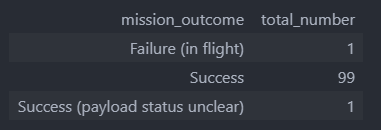 mission_outcome total_number
Failure (in flight) 1
Success 99
Success (payload status unclear) 1